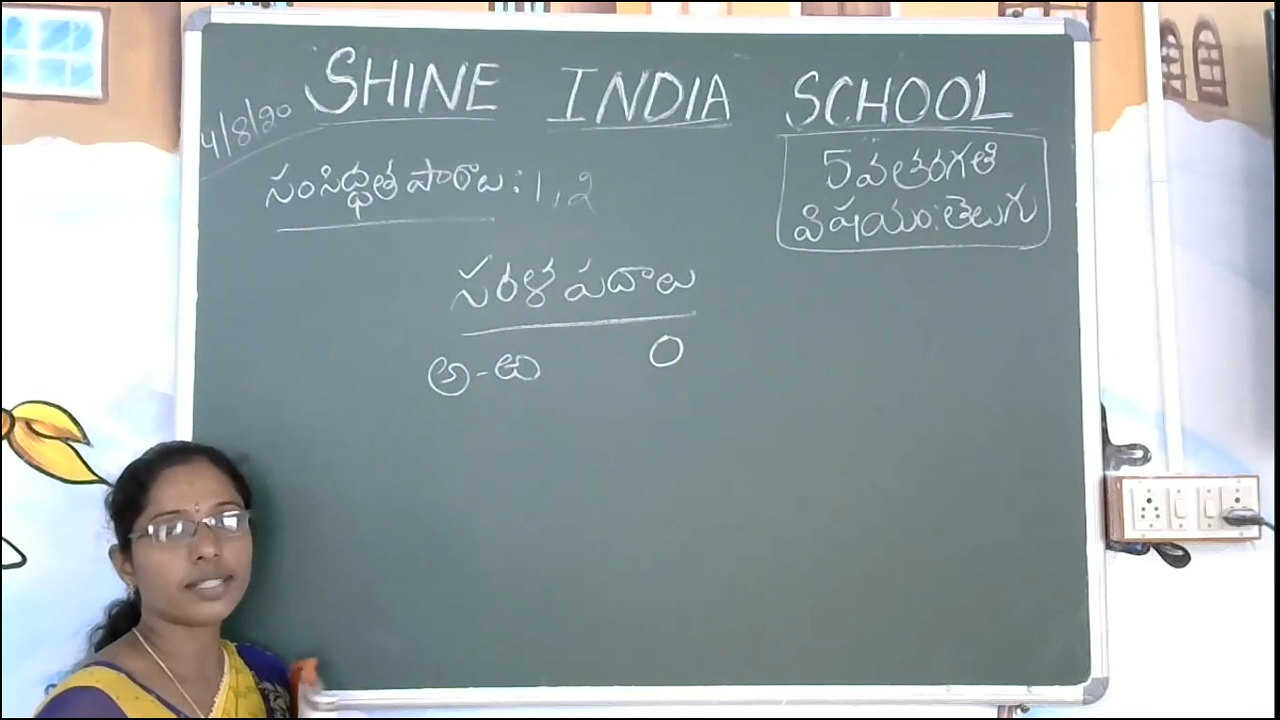 SHINE INDIA SCHOOL
4/8/20
సంసిద్ధత పాఠాలు : 1, 2
5వ తరగతి
విషయం: తెలుగు
సరళ పదాలు
అ - ఱ ం